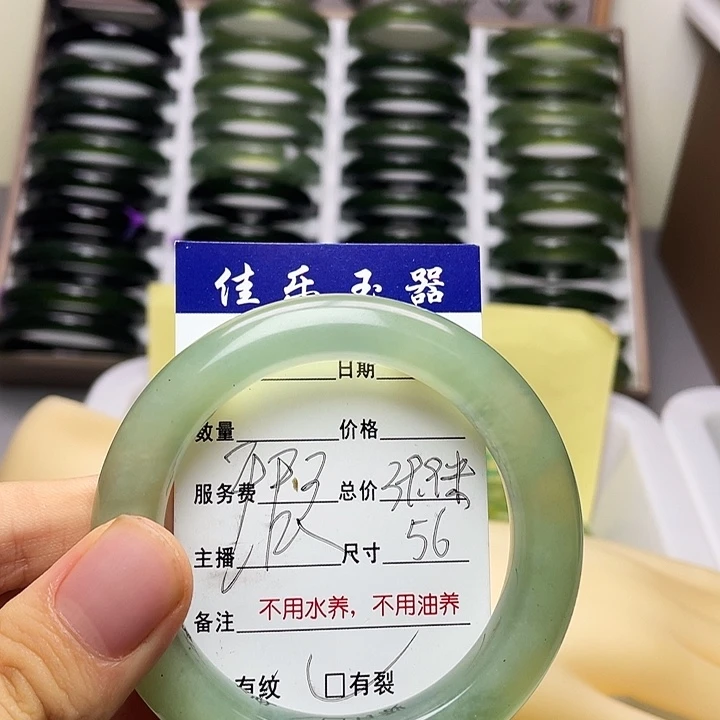 佳乐玉器
日期
数量 价格
服务费 总价
主播 尺寸 56
备注 不用水养，不用油养
有纹 □有裂